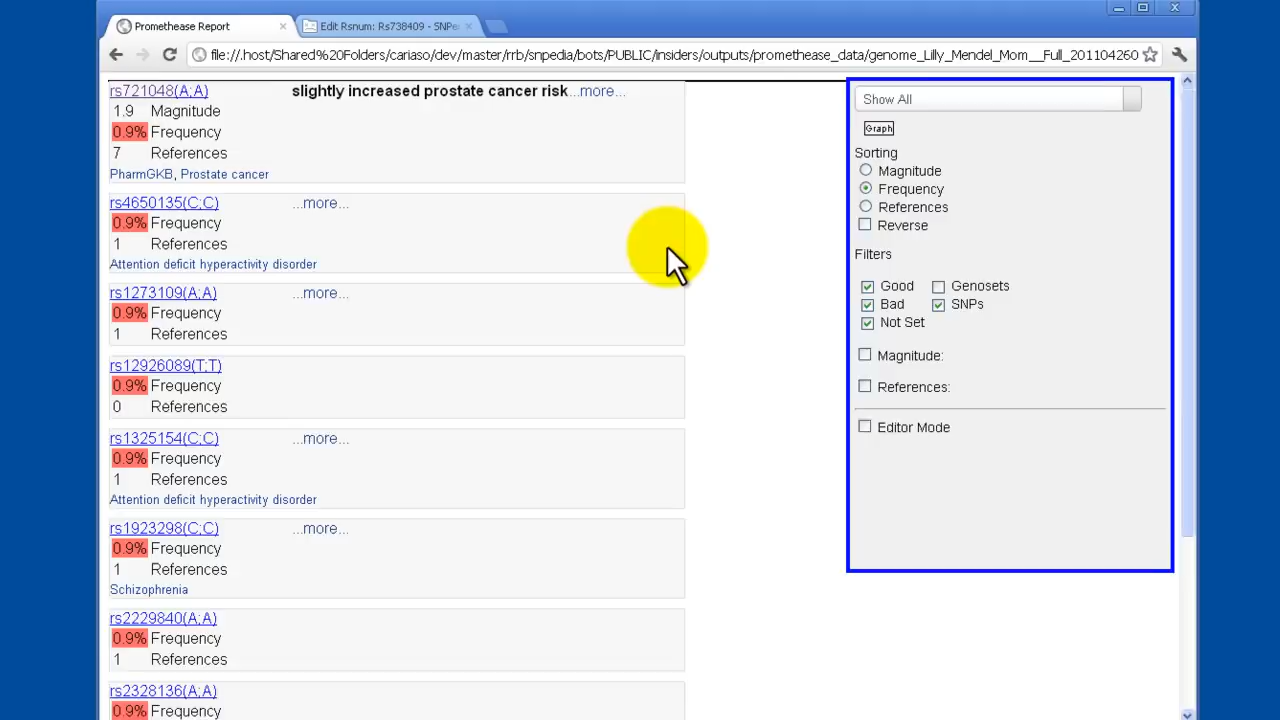 Promethease Report
Edit Rsnum: Rs738409 - SNPe
file://.host/Shared%20Folders/cariaso/dev/master/rrb/snpedia/bots/PUBLIC/insiders/outputs/promethease_data/genome_Lilly_Mendel_Mom__Full_201104260
rs721048(A;A) slightly increased prostate cancer risk...more...
1.9 Magnitude
0.9% Frequency
7 References
PharmGKB, Prostate cancer
rs4650135(C;C) ...more...
0.9% Frequency
1 References
Attention deficit hyperactivity disorder
rs1273109(A;A) ...more...
0.9% Frequency
1 References
rs12926089(T;T)
0.9% Frequency
0 References
rs1325154(C;C) ...more...
0.9% Frequency
1 References
Attention deficit hyperactivity disorder
rs1923298(C;C) ...more...
0.9% Frequency
1 References
Schizophrenia
rs2229840(A;A)
0.9% Frequency
1 References
rs2328136(A;A)
0.9% Frequency
Show All
Graph
Sorting
Magnitude
Frequency
References
Reverse
Filters
Good Genosets
Bad SNPs
Not Set
Magnitude:
References:
Editor Mode